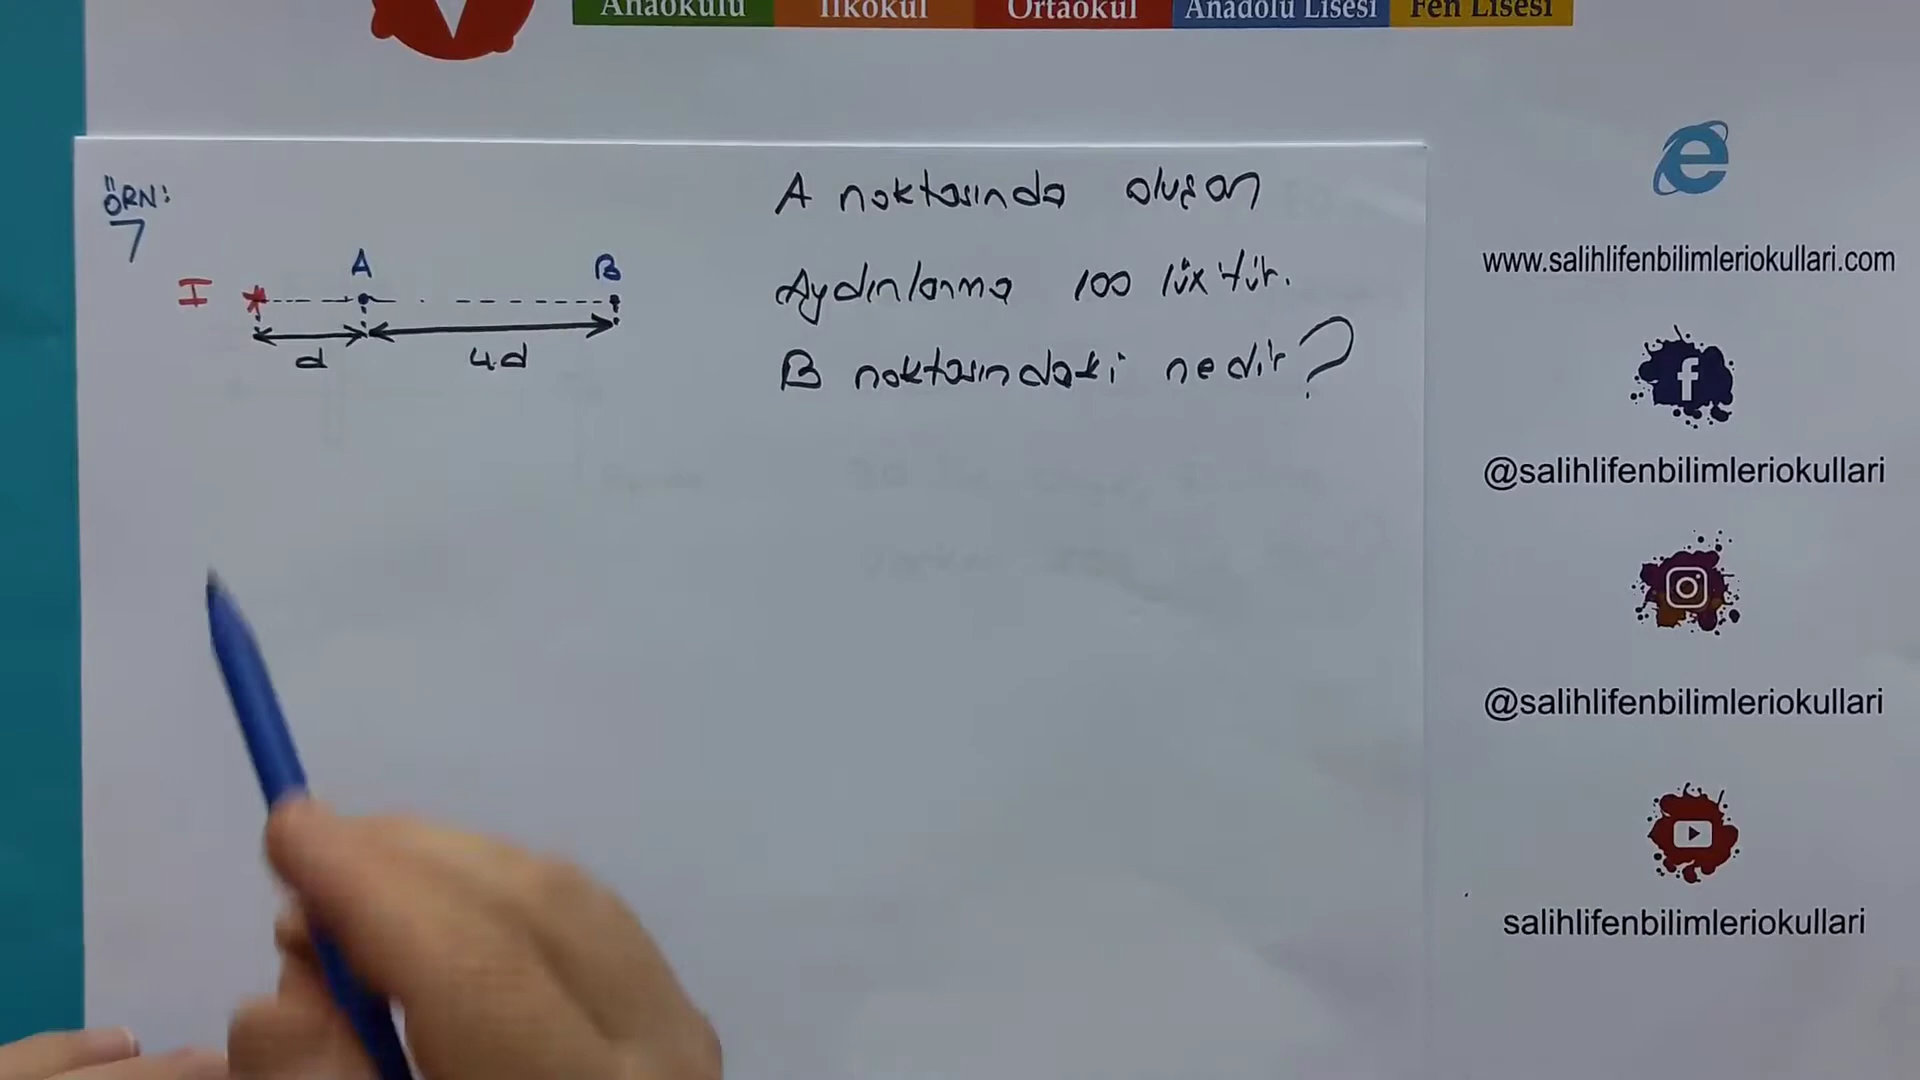 Anaokulu İlkokul Ortaokul Anadolu Lisesi Fen Lisesi
ÖRN:
7
I
A
B
d
4d
A noktasında oluşan
Aydınlanma 100 lüx'tür.
B noktasındaki nedir?
www.salihlifenbilimleriokullari.com
@salihlifenbilimleriokullari
@salihlifenbilimleriokullari
salihlifenbilimleriokullari